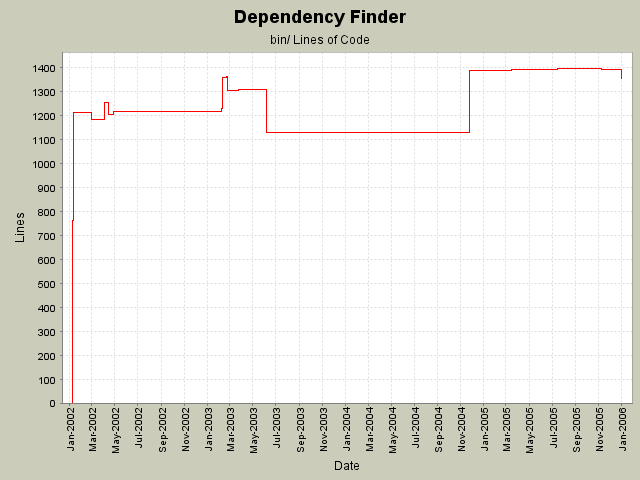 Dependency Finder
bin/ Lines of Code
Lines
1400
1300
1200
1100
1000
900
800
700
600
500
400
300
200
100
0
Jan-2002
Mar-2002
May-2002
Jul-2002
Sep-2002
Nov-2002
Jan-2003
Mar-2003
May-2003
Jul-2003
Sep-2003
Nov-2003
Jan-2004
Mar-2004
May-2004
Jul-2004
Sep-2004
Nov-2004
Jan-2005
Mar-2005
May-2005
Jul-2005
Sep-2005
Nov-2005
Jan-2006
Date